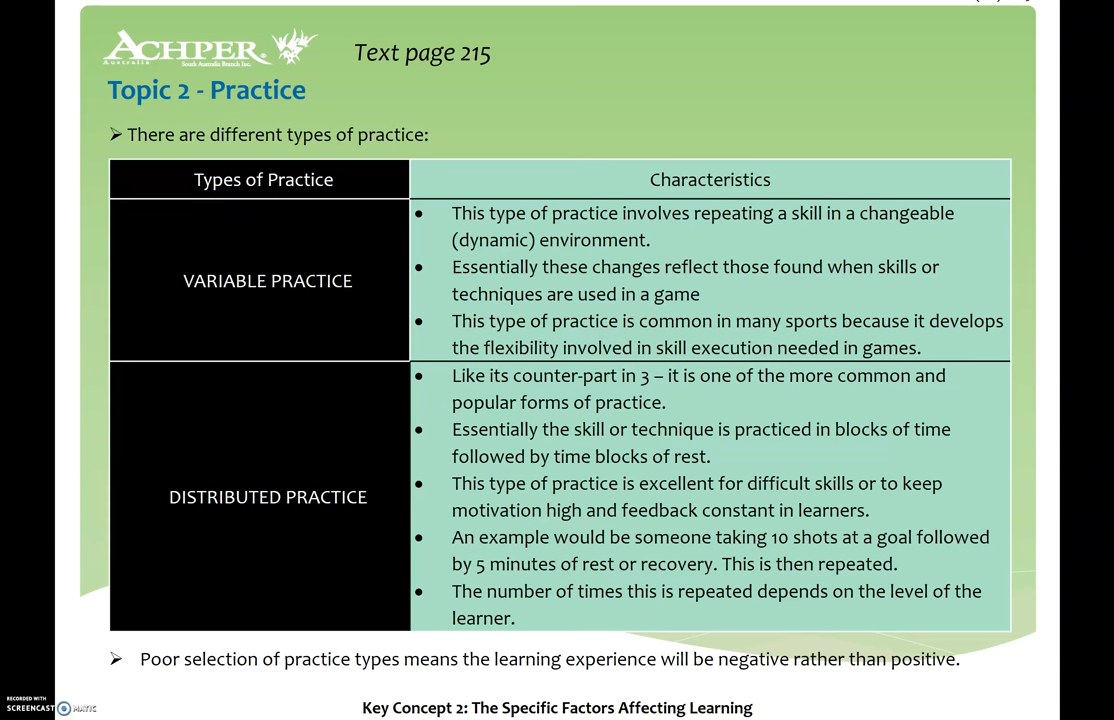 ACHPER
Australia
South Australia Branch Inc.
Text page 215
Topic 2 - Practice
➢ There are different types of practice:
Types of Practice
Characteristics
VARIABLE PRACTICE
• This type of practice involves repeating a skill in a changeable
(dynamic) environment.
• Essentially these changes reflect those found when skills or
techniques are used in a game
• This type of practice is common in many sports because it develops
the flexibility involved in skill execution needed in games.
DISTRIBUTED PRACTICE
• Like its counter-part in 3 – it is one of the more common and
popular forms of practice.
• Essentially the skill or technique is practiced in blocks of time
followed by time blocks of rest.
• This type of practice is excellent for difficult skills or to keep
motivation high and feedback constant in learners.
• An example would be someone taking 10 shots at a goal followed
by 5 minutes of rest or recovery. This is then repeated.
• The number of times this is repeated depends on the level of the
learner.
➢ Poor selection of practice types means the learning experience will be negative rather than positive.
Key Concept 2: The Specific Factors Affecting Learning
RECORDED WITH
SCREENCAST MATIC